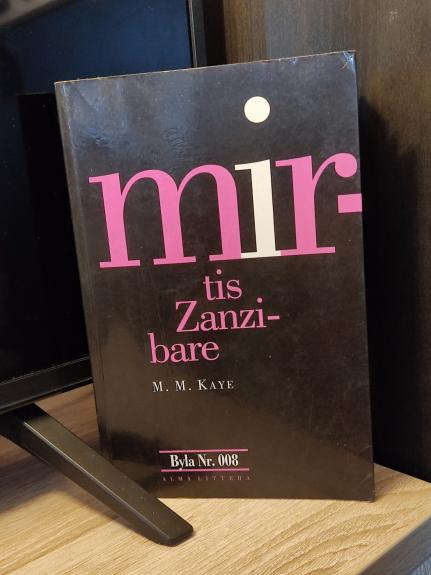 mir-
tis
Zanzi-
bare
M. M. KAYE
Byla Nr. 008
ALMA LITTERA